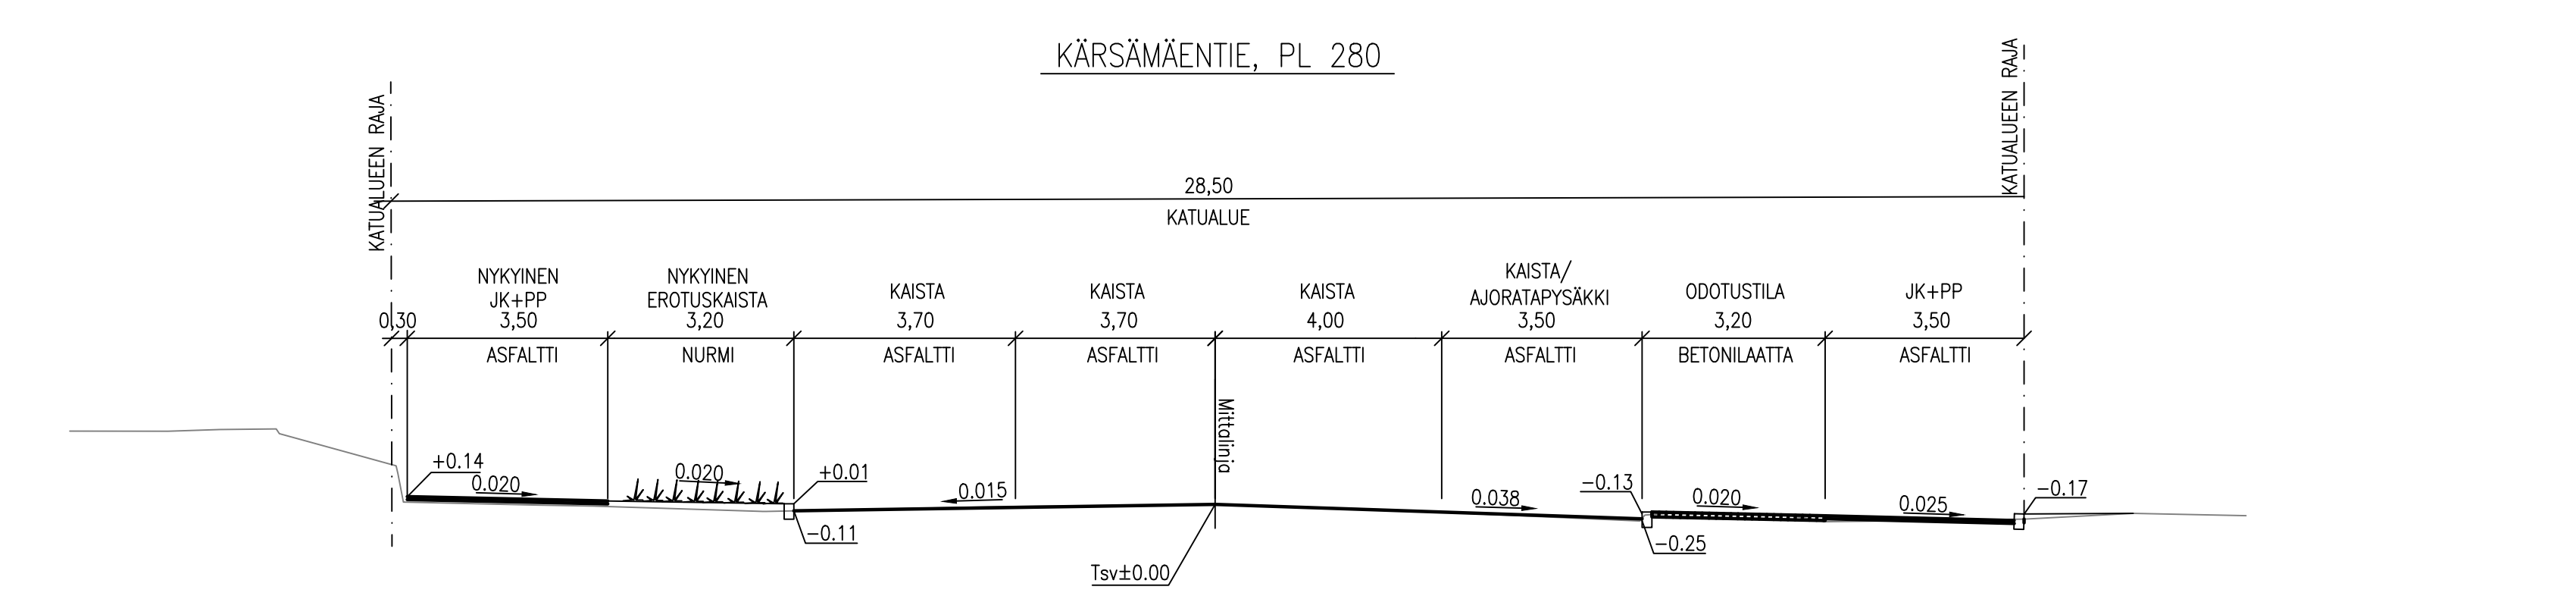 KÄRSÄMÄENTIE, PL 280
KATUALUEEN RAJA
KATUALUEEN RAJA
28,50
KATUALUE
NYKYINEN
JK+PP
NYKYINEN
EROTUSKAISTA
KAISTA
KAISTA
KAISTA
KAISTA/
AJORATAPYSÄKKI
ODOTUSTILA
JK+PP
0,30
3,50
3,20
3,70
3,70
4,00
3,50
3,20
3,50
ASFALTTI
NURMI
ASFALTTI
ASFALTTI
ASFALTTI
ASFALTTI
BETONILAATTA
ASFALTTI
Mittalinja
+0.14
0.020
0.020
+0.01
0.015
-0.11
Tsv±0.00
0.038
-0.13
0.020
-0.25
0.025
-0.17